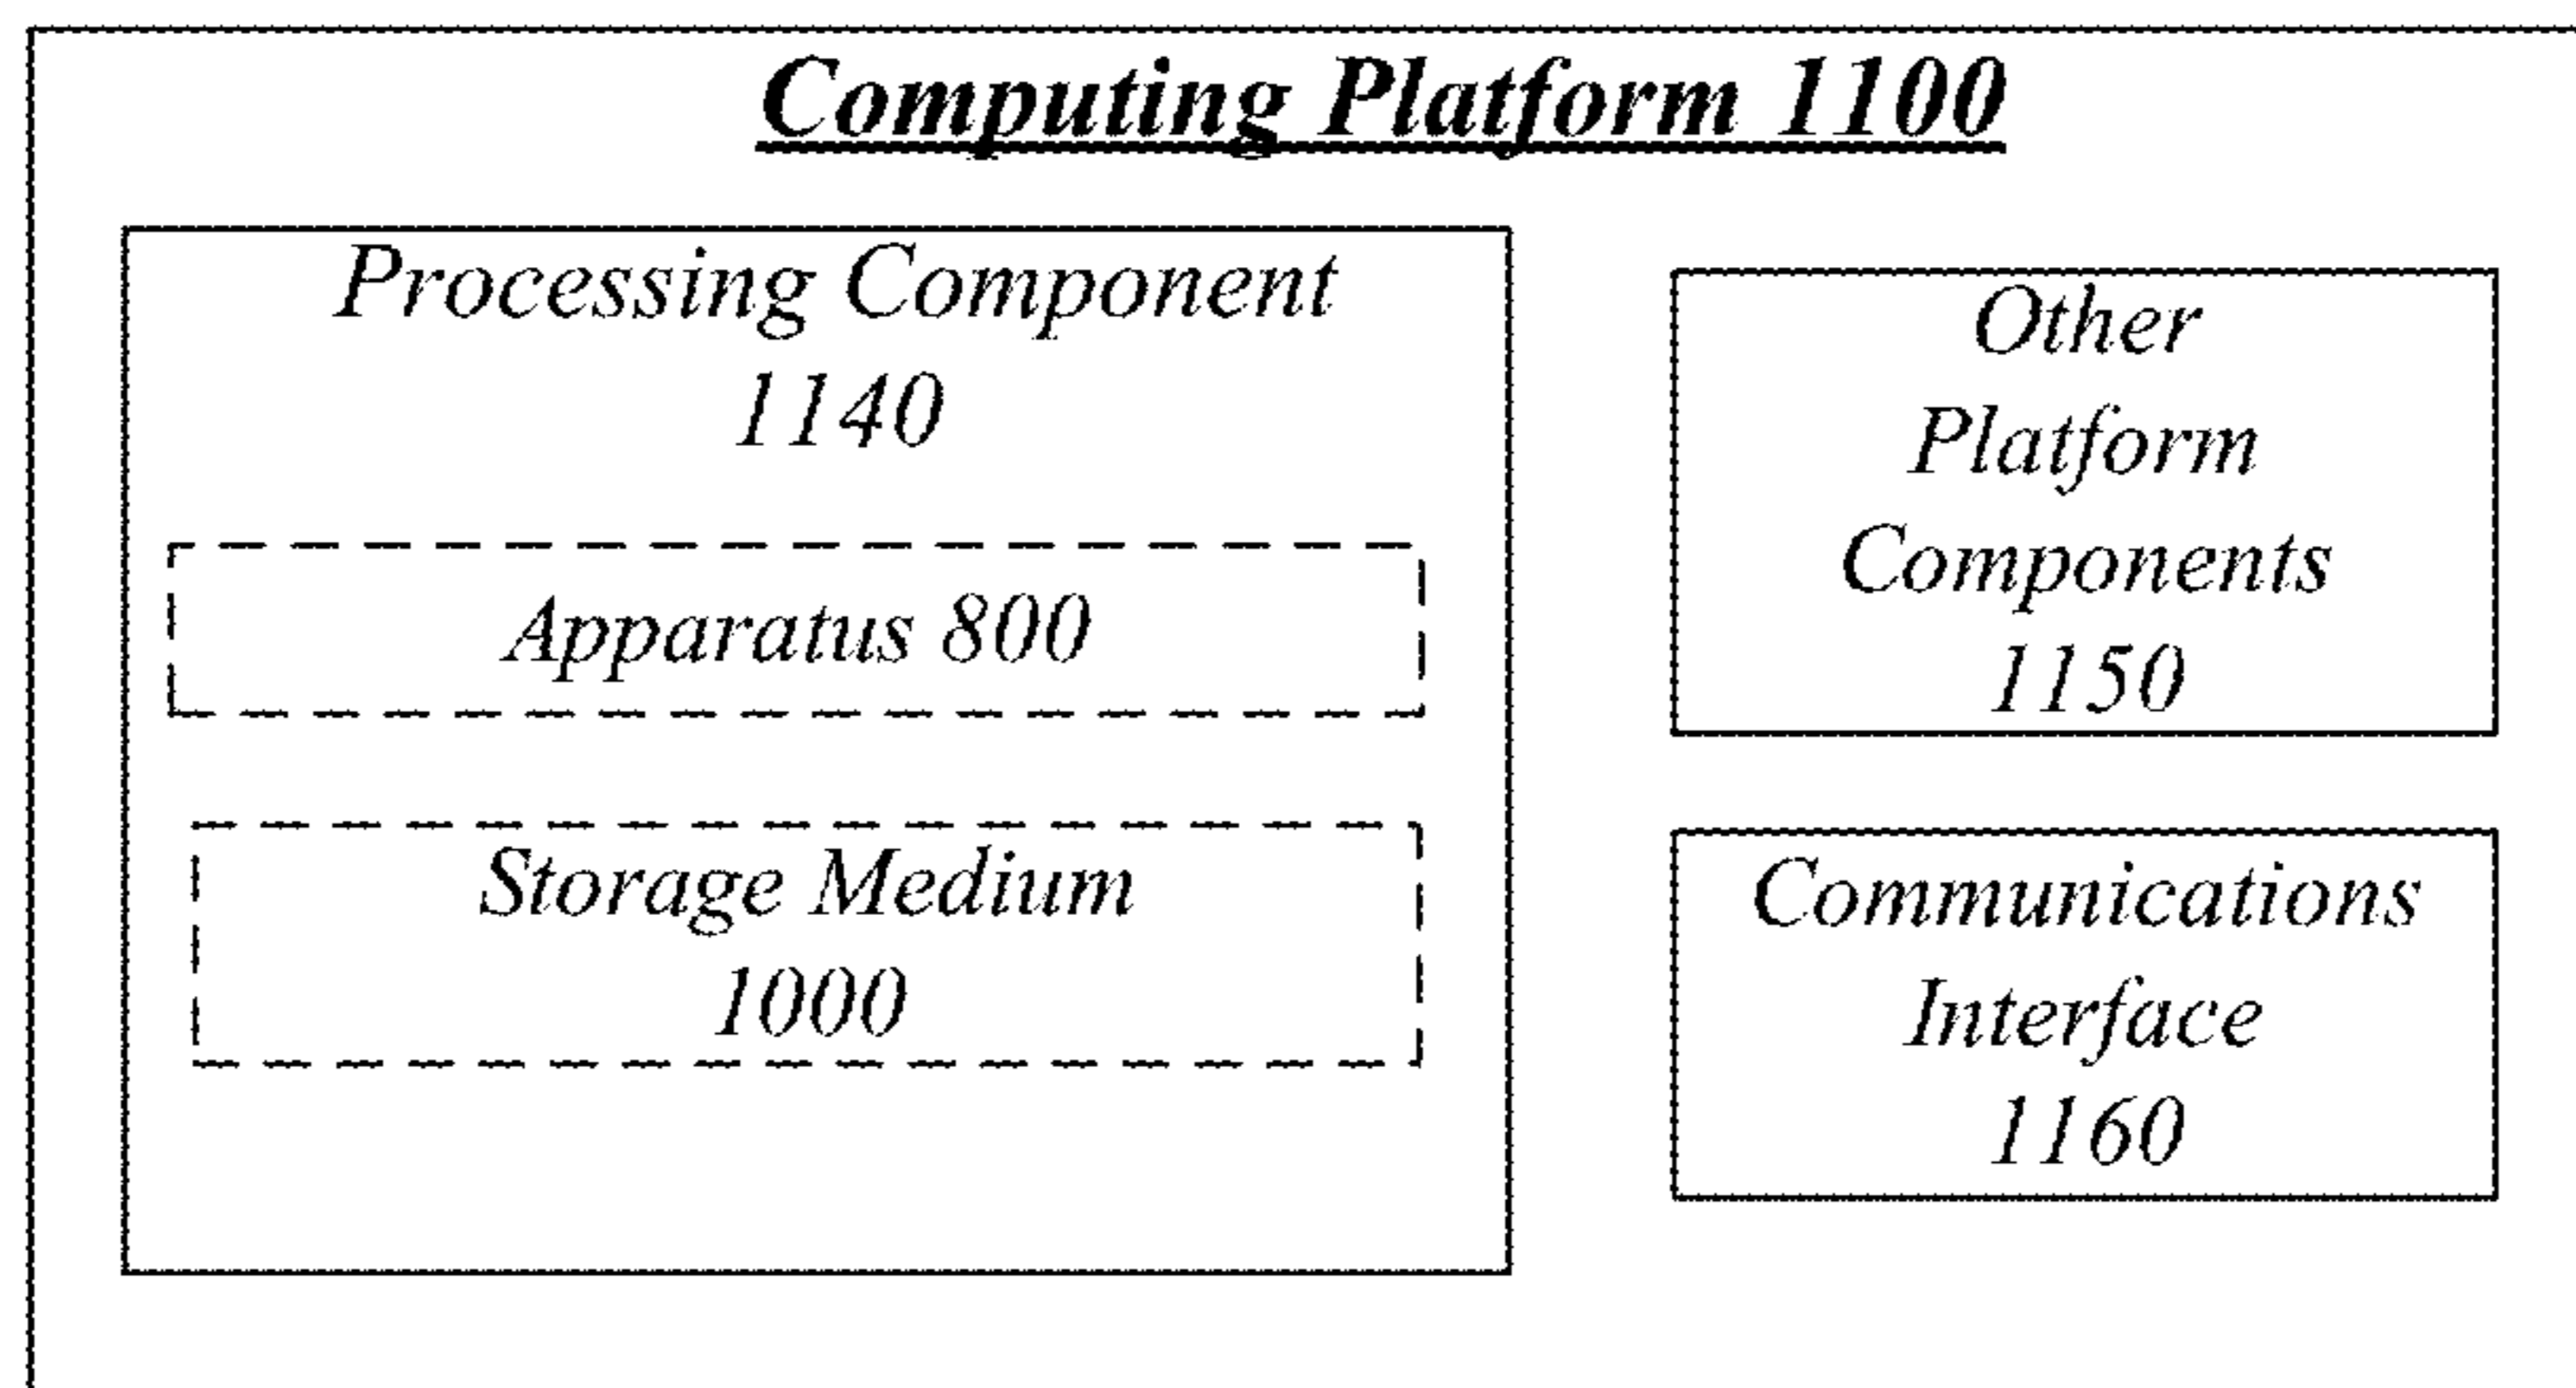 Computing Platform 1100
Processing Component
1140
Apparatus 800
Storage Medium
1000
Other
Platform
Components
1150
Communications
Interface
1160